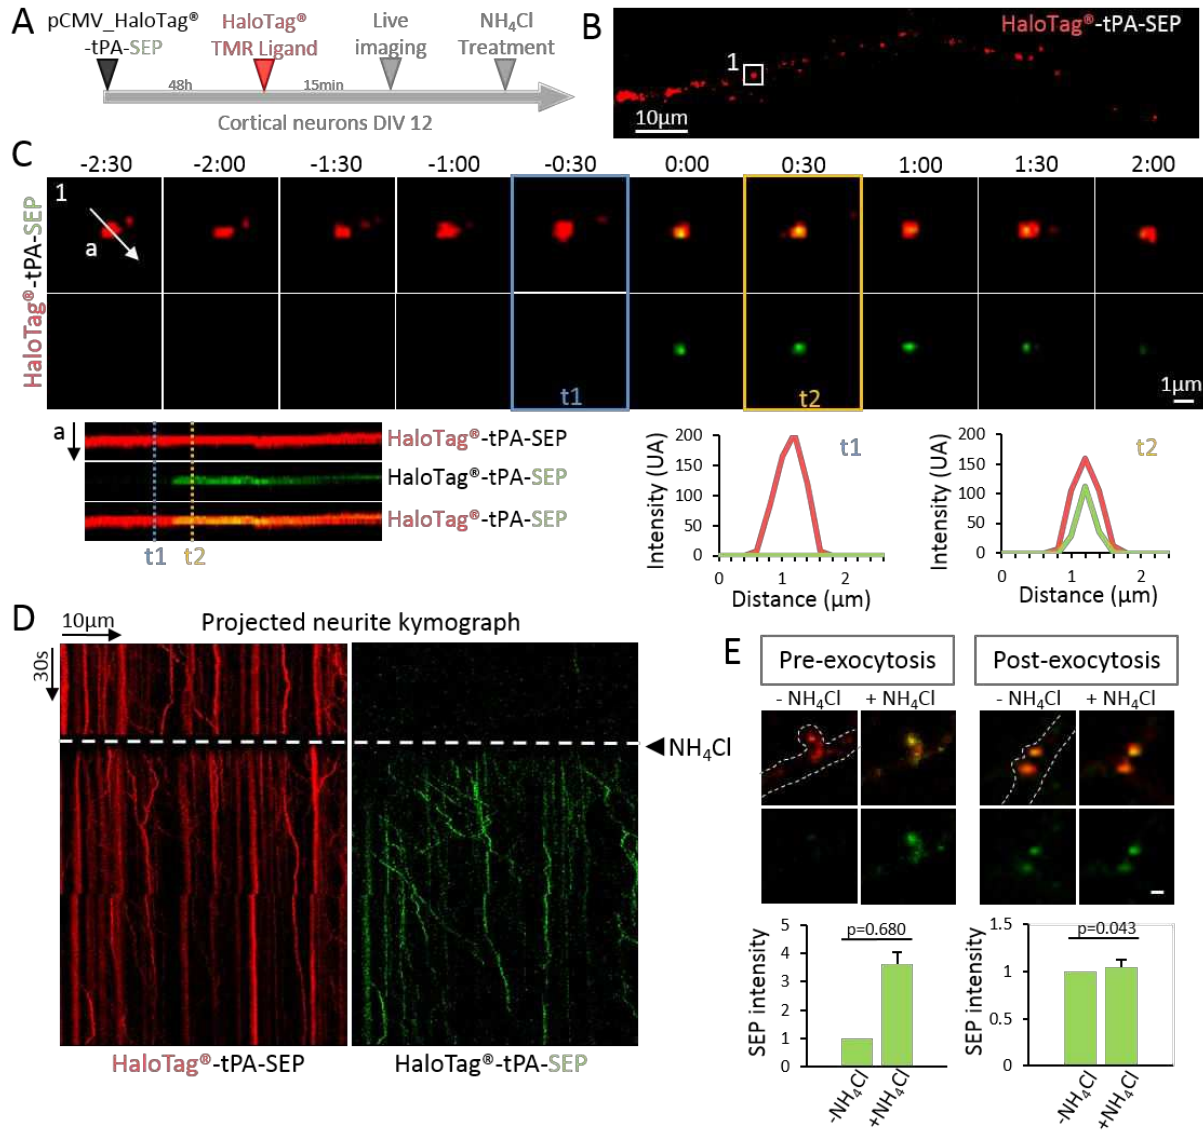 A
pCMV_HaloTag®
-tPA-SEP
HaloTag®
TMR Ligand
Live
imaging
NH₄Cl
Treatment
48h
15min
Cortical neurons DIV 12
B
HaloTag®-tPA-SEP
1
10µm
C
-2:30 -2:00 -1:30 -1:00 -0:30 0:00 0:30 1:00 1:30 2:00
HaloTag®-tPA-SEP
1
a
t1
t2
1µm
a
HaloTag®-tPA-SEP
HaloTag®-tPA-SEP
HaloTag®-tPA-SEP
t1 t2
Intensity (UA)
200
150
100
50
0
0 1 2
Distance (µm)
t1
Intensity (UA)
200
150
100
50
0
0 1 2
Distance (µm)
t2
D
10µm
Projected neurite kymograph
30s
NH₄Cl
HaloTag®-tPA-SEP
HaloTag®-tPA-SEP
E
Pre-exocytosis
Post-exocytosis
- NH₄Cl + NH₄Cl
- NH₄Cl + NH₄Cl
SEP intensity
5
4
3
2
1
0
p=0.680
-NH₄Cl
+NH₄Cl
SEP intensity
1.5
1
0.5
0
p=0.043
-NH₄Cl
+NH₄Cl